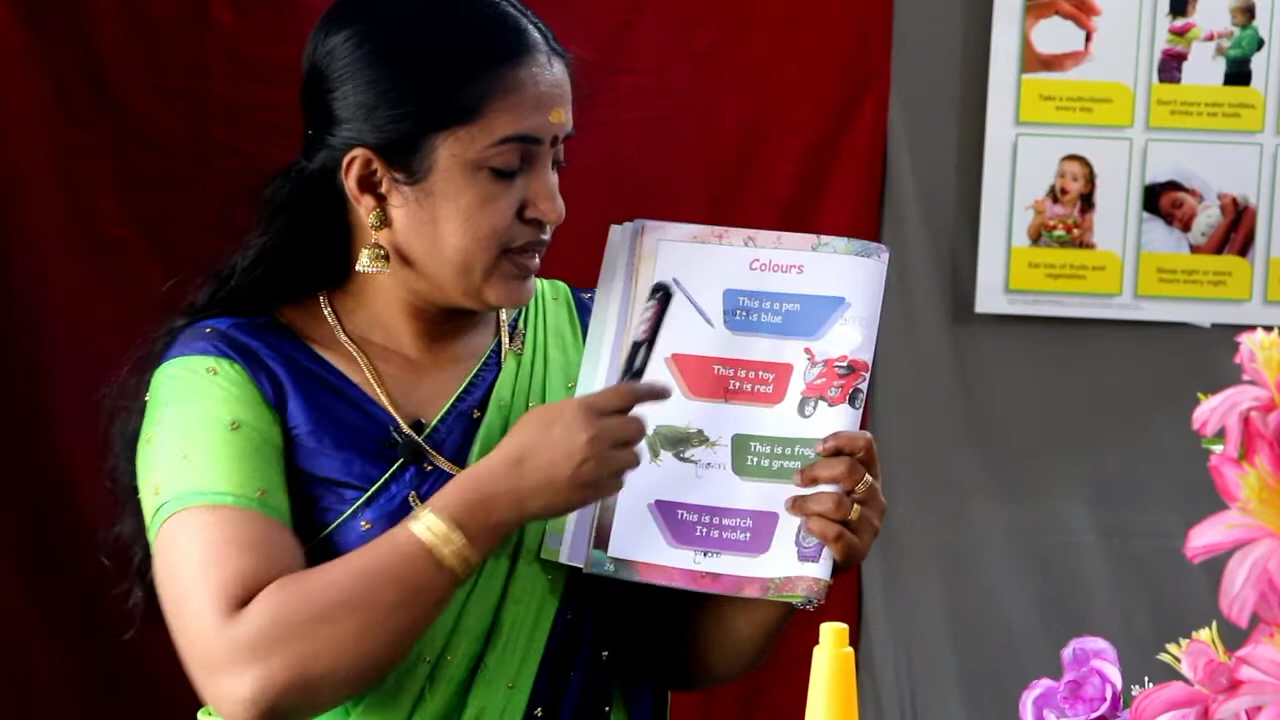 Colours
This is a pen
It is blue
This is a toy
It is red
This is a frog
It is green
This is a watch
It is violet
26
Take a multivitamin
every day.
Don't share water bottles,
drinks or ear buds.
Eat lots of fruits and
vegetables.
Sleep eight or more
hours every night.